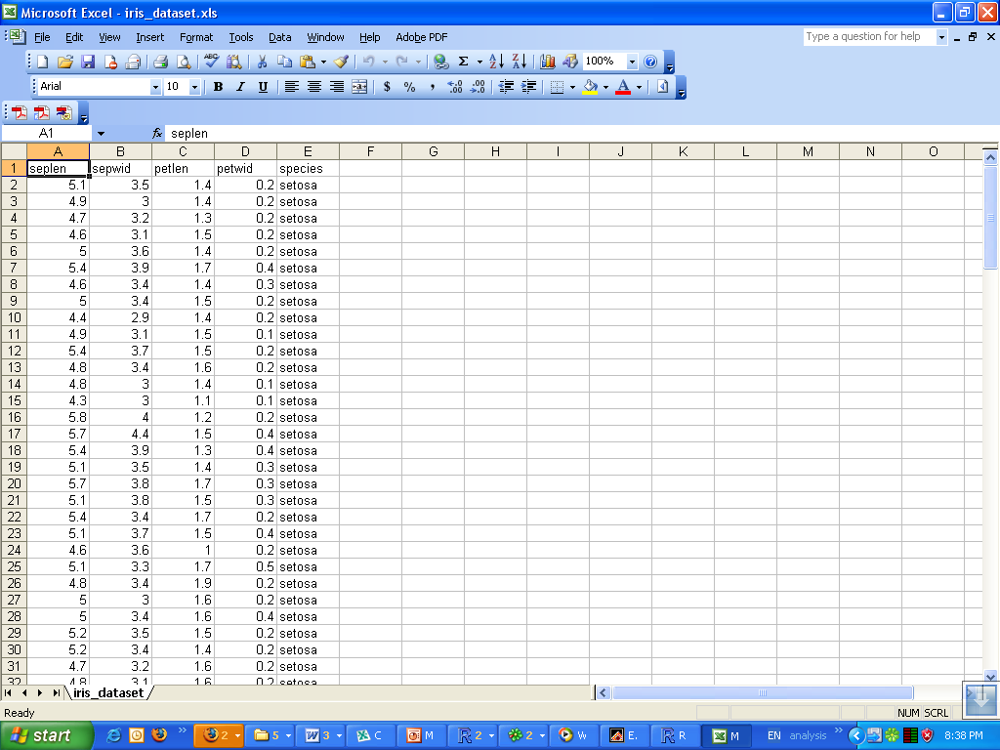 Microsoft Excel - iris_dataset.xls
File Edit View Insert Format Tools Data Window Help Adobe PDF Type a question for help
100%
Arial 10 B I U $ % ,
A1 fx seplen
A B C D E F G H I J K L M N O
1 seplen sepwid petlen petwid species
2 5.1 3.5 1.4 0.2 setosa
3 4.9 3 1.4 0.2 setosa
4 4.7 3.2 1.3 0.2 setosa
5 4.6 3.1 1.5 0.2 setosa
6 5 3.6 1.4 0.2 setosa
7 5.4 3.9 1.7 0.4 setosa
8 4.6 3.4 1.4 0.3 setosa
9 5 3.4 1.5 0.2 setosa
10 4.4 2.9 1.4 0.2 setosa
11 4.9 3.1 1.5 0.1 setosa
12 5.4 3.7 1.5 0.2 setosa
13 4.8 3.4 1.6 0.2 setosa
14 4.8 3 1.4 0.1 setosa
15 4.3 3 1.1 0.1 setosa
16 5.8 4 1.2 0.2 setosa
17 5.7 4.4 1.5 0.4 setosa
18 5.4 3.9 1.3 0.4 setosa
19 5.1 3.5 1.4 0.3 setosa
20 5.7 3.8 1.7 0.3 setosa
21 5.1 3.8 1.5 0.3 setosa
22 5.4 3.4 1.7 0.2 setosa
23 5.1 3.7 1.5 0.4 setosa
24 4.6 3.6 1 0.2 setosa
25 5.1 3.3 1.7 0.5 setosa
26 4.8 3.4 1.9 0.2 setosa
27 5 3 1.6 0.2 setosa
28 5 3.4 1.6 0.4 setosa
29 5.2 3.5 1.5 0.2 setosa
30 5.2 3.4 1.4 0.2 setosa
31 4.7 3.2 1.6 0.2 setosa
32 4.8 3.1 1.6 0.2 setosa
iris_dataset
Ready NUM SCRL
start 2 5 3 C M 2 2 W E. R M EN analysis 8:38 PM